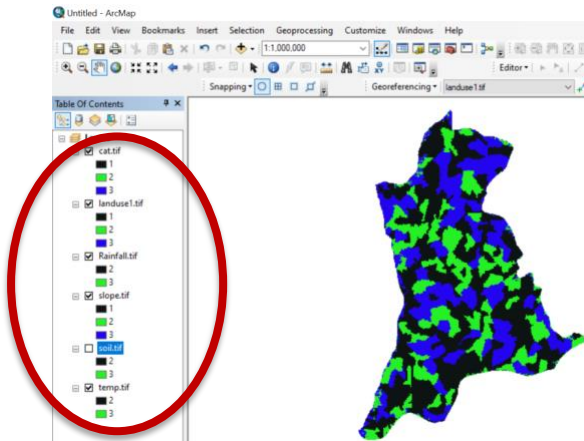 Untitled - ArcMap
File Edit View Bookmarks Insert Selection Geoprocessing Customize Windows Help
1:1,000,000
Editor
Snapping Georeferencing landuse1.tif
Table Of Contents
cat.tif
1
2
3
landuse1.tif
1
2
3
Rainfall.tif
2
3
slope.tif
1
2
3
soil.tif
2
3
temp.tif
2
3